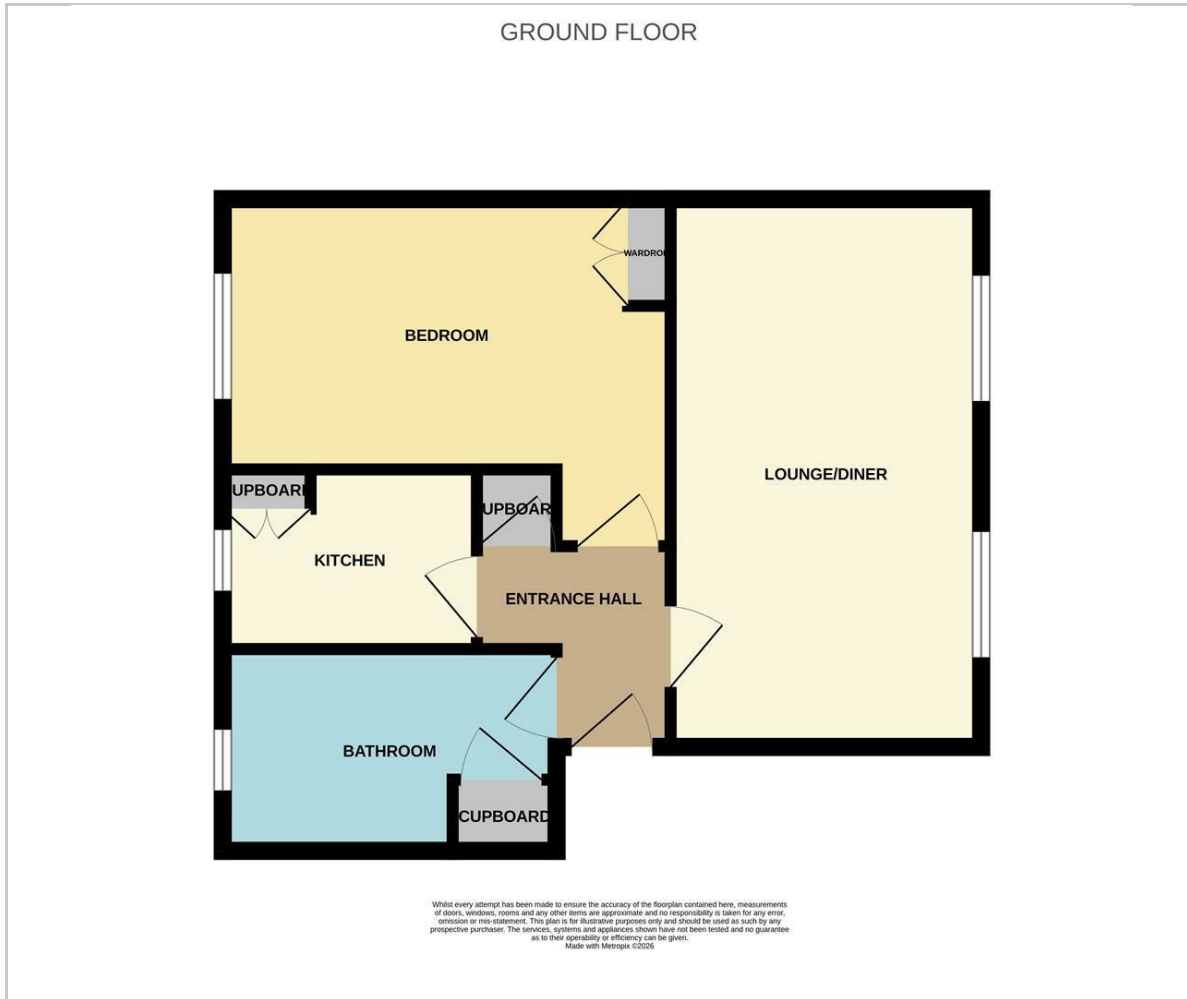 GROUND FLOOR
WARDROB
BEDROOM
LOUNGE/DINER
UPBOARD
UPBOAR
KITCHEN
ENTRANCE HALL
BATHROOM
CUPBOARD
Whilst every attempt has been made to ensure the accuracy of the floorplan contained here, measurements
of doors, windows, rooms and any other items are approximate and no responsibility is taken for any error,
omission or mis-statement. This plan is for illustrative purposes only and should be used as such by any
prospective purchaser. The services, systems and appliances shown have not been tested and no guarantee
as to their operability or efficiency can be given.
Made with Metropix ©2026